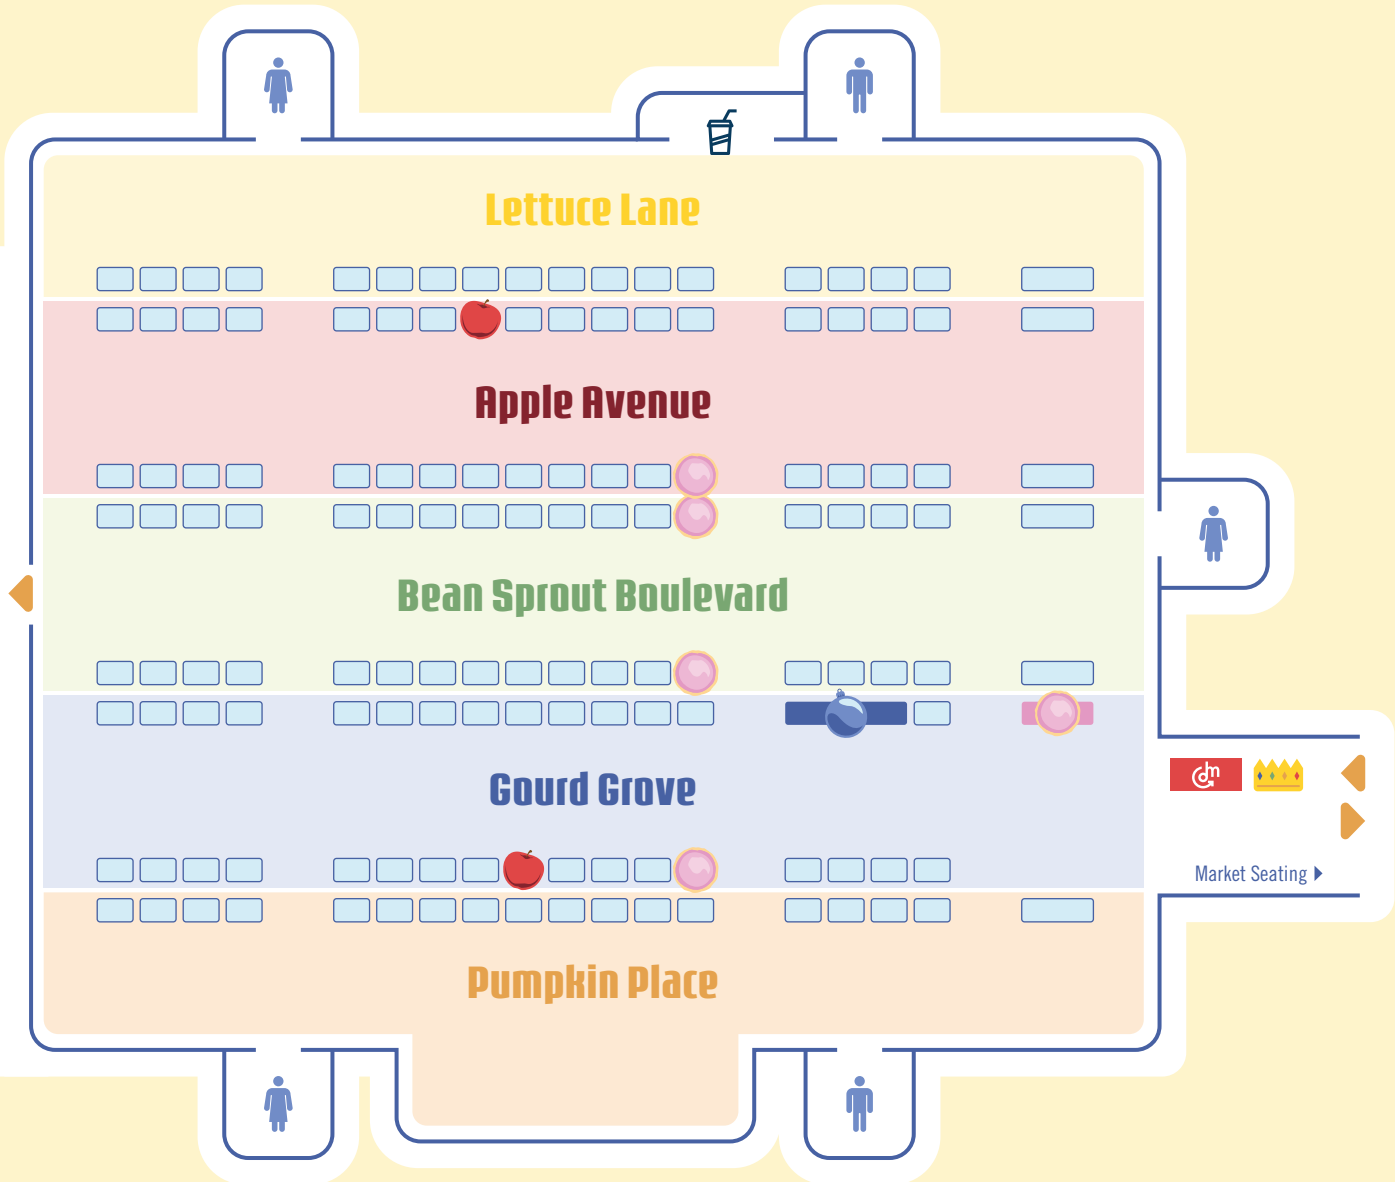 Lettuce Lane
Apple Avenue
Bean Sprout Boulevard
Gourd Grove
Market Seating
Pumpkin Place